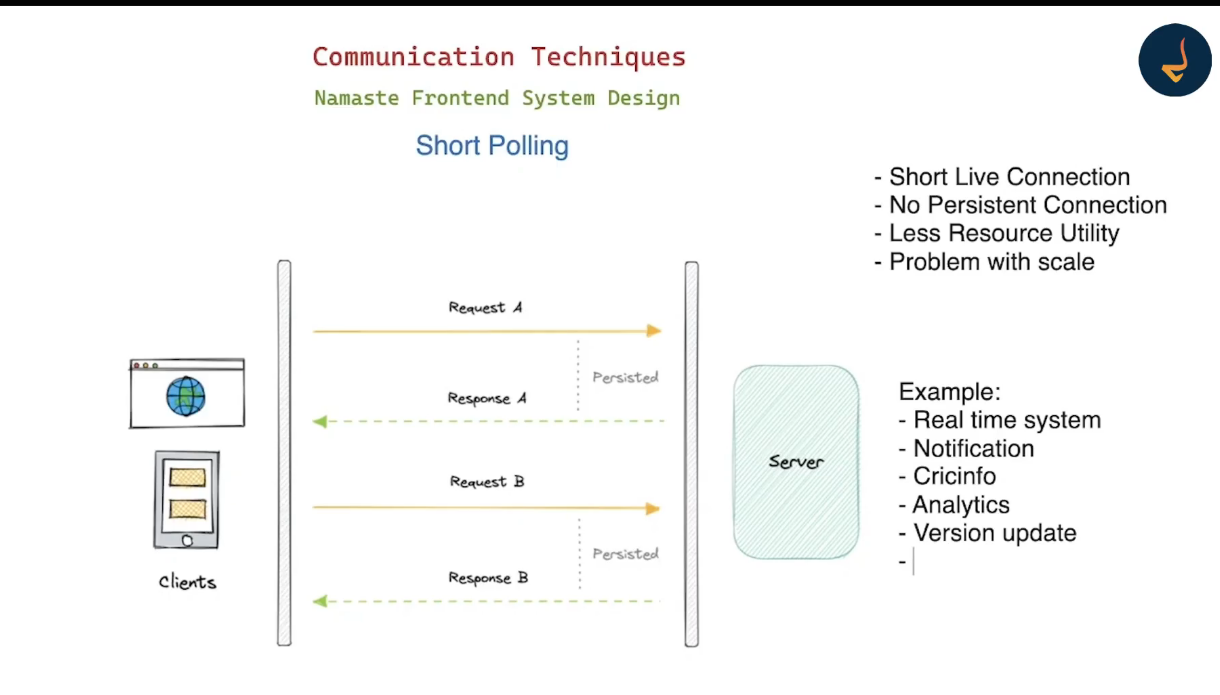 Communication Techniques
Namaste Frontend System Design
Short Polling
- Short Live Connection
- No Persistent Connection
- Less Resource Utility
- Problem with scale
Request A
Persisted
Response A
Request B
Persisted
Response B
Clients
Server
Example:
- Real time system
- Notification
- Cricinfo
- Analytics
- Version update
-